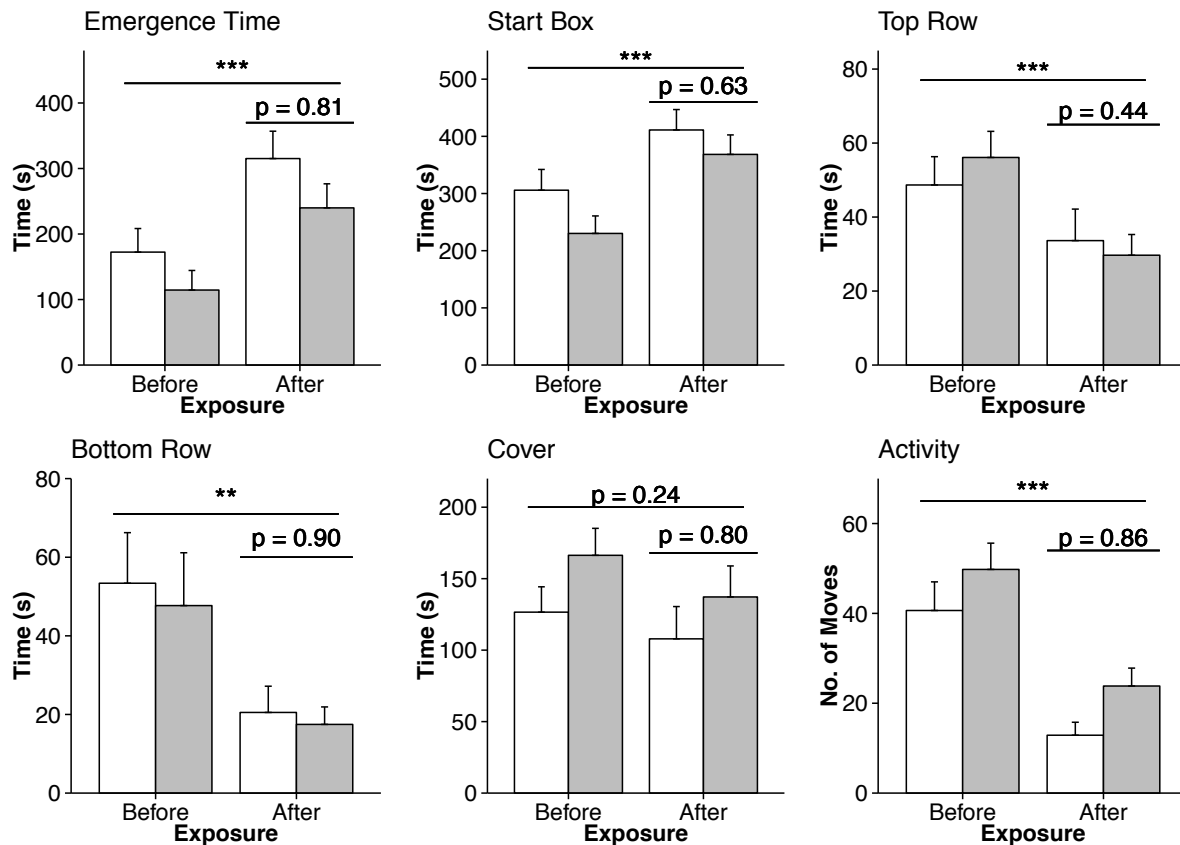 Emergence Time
Time (s)
400
300
200
100
0
***
p = 0.81
Before After
Exposure
Start Box
Time (s)
500
400
300
200
100
0
***
p = 0.63
Before After
Exposure
Top Row
Time (s)
80
60
40
20
0
***
p = 0.44
Before After
Exposure
Bottom Row
Time (s)
80
60
40
20
0
**
p = 0.90
Before After
Exposure
Cover
Time (s)
200
150
100
50
0
p = 0.24
p = 0.80
Before After
Exposure
Activity
No. of Moves
60
40
20
0
***
p = 0.86
Before After
Exposure